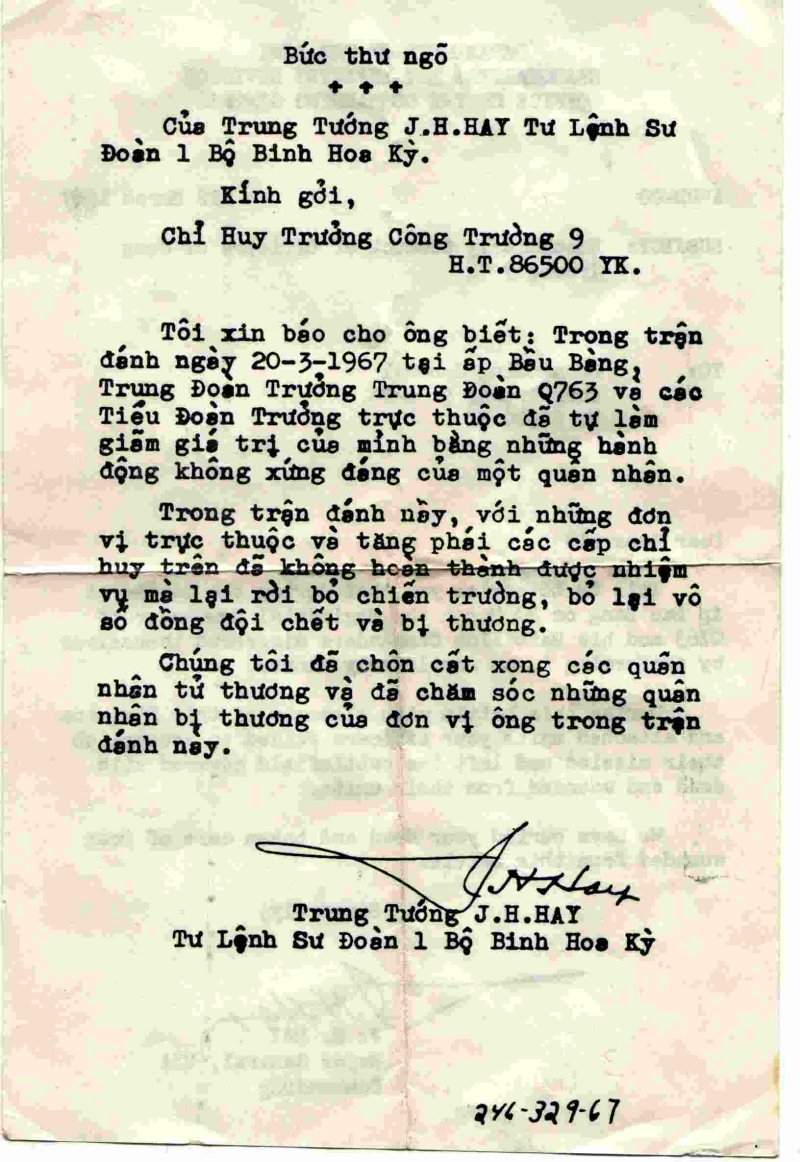 Bức thư ngõ
+ + +
Của Trung Tướng J.H.HAY Tư Lệnh Sư
Đoàn 1 Bộ Binh Hoa Kỳ.
Kính gởi,
Chỉ Huy Trưởng Công Trường 9
H.T.86500 YK.
Tôi xin báo cho ông biết: Trong trận
đánh ngày 20-3-1967 tại ấp Bầu Bàng,
Trung Đoàn Trưởng Trung Đoàn Q763 và các
Tiểu Đoàn Trưởng trực thuộc đã tự làm
giãm giá trị của mình bằng những hành
động không xứng đáng của một quân nhân.
Trong trận đánh nầy, với những đơn
vị trực thuộc và tăng phái các cấp chỉ
huy trên đã không hoàn thành được nhiệm
vụ mà lại rời bỏ chiến trường, bỏ lại vô
số đồng đội chết và bị thương.
Chúng tôi đã chôn cất xong các quân
nhân tử thương và đã chăm sóc những quân
nhân bị thương của đơn vị ông trong trận
đánh nầy.
J H Hay
Trung Tướng J.H.HAY
Tư Lệnh Sư Đoàn 1 Bộ Binh Hoa Kỳ
246-329-67